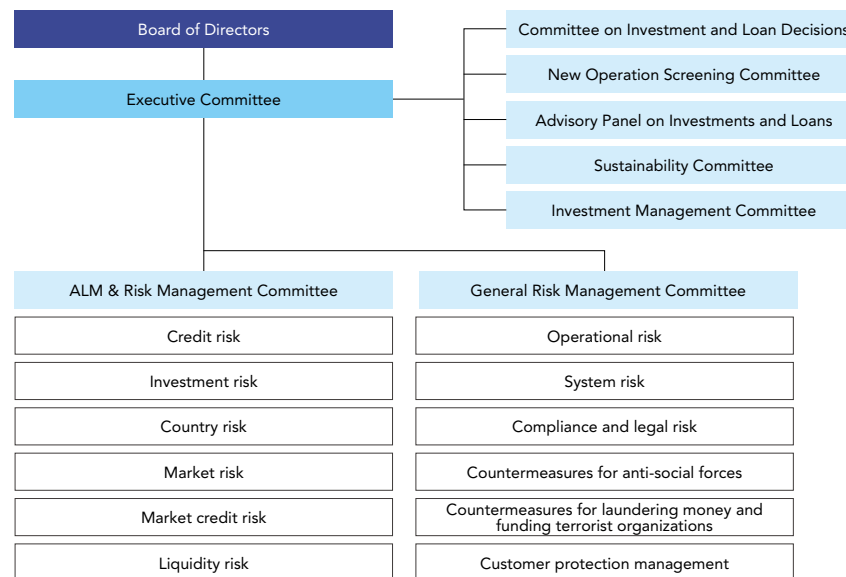 Board of Directors
Executive Committee
Committee on Investment and Loan Decisions
New Operation Screening Committee
Advisory Panel on Investments and Loans
Sustainability Committee
Investment Management Committee
ALM & Risk Management Committee
Credit risk
Investment risk
Country risk
Market risk
Market credit risk
Liquidity risk
General Risk Management Committee
Operational risk
System risk
Compliance and legal risk
Countermeasures for anti-social forces
Countermeasures for laundering money and
funding terrorist organizations
Customer protection management